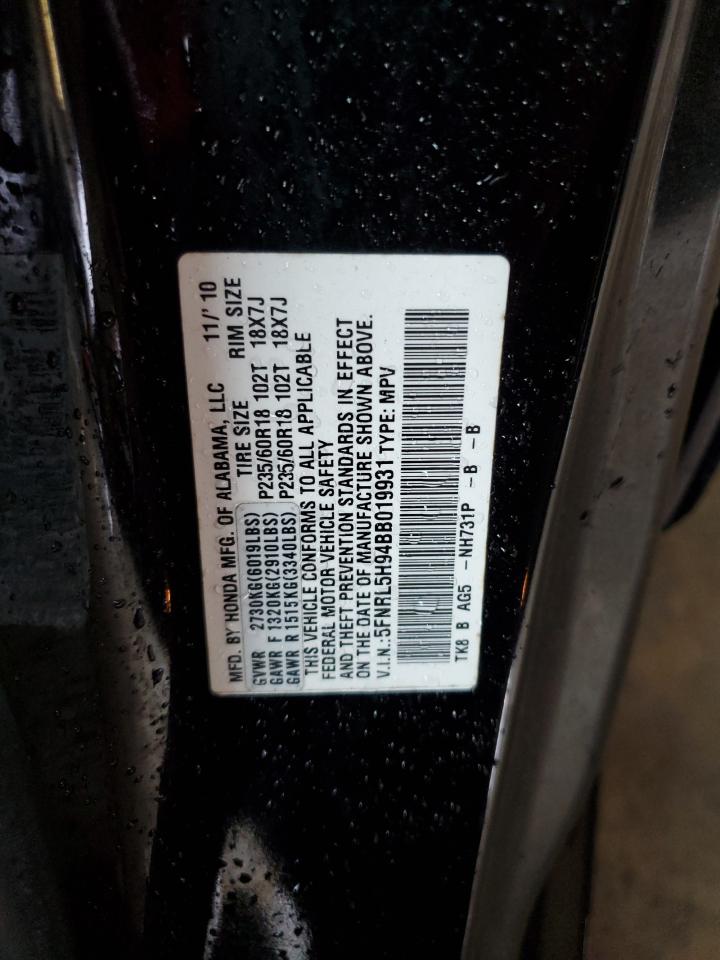 MFD. BY HONDA MFG. OF ALABAMA, LLC 11/' 10
TIRE SIZE RIM SIZE
GVWR 2730KG(6019LBS)
GAWR F 1320KG(2910LBS) P235/60R18 102T 18X7J
GAWR R 1515KG(3340LBS) P235/60R18 102T 18X7J
THIS VEHICLE CONFORMS TO ALL APPLICABLE
FEDERAL MOTOR VEHICLE SAFETY
AND THEFT PREVENTION STANDARDS IN EFFECT
ON THE DATE OF MANUFACTURE SHOWN ABOVE.
V.I.N.:5FNRL5H94BB019931 TYPE: MPV
TK8 B AG5 -NH731P -B -B